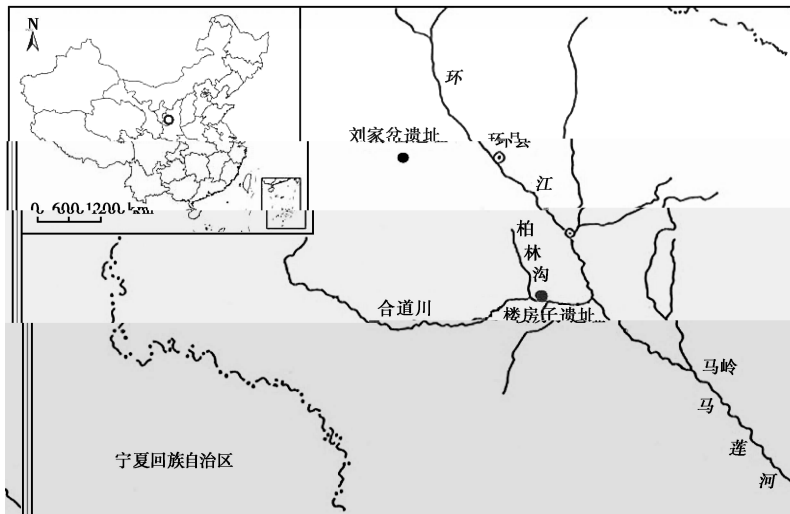 N
环
刘家岔遗址
环县
江
0 600 1200 km
柏林沟
合道川
楼房子遗址
马岭
马莲河
宁夏回族自治区